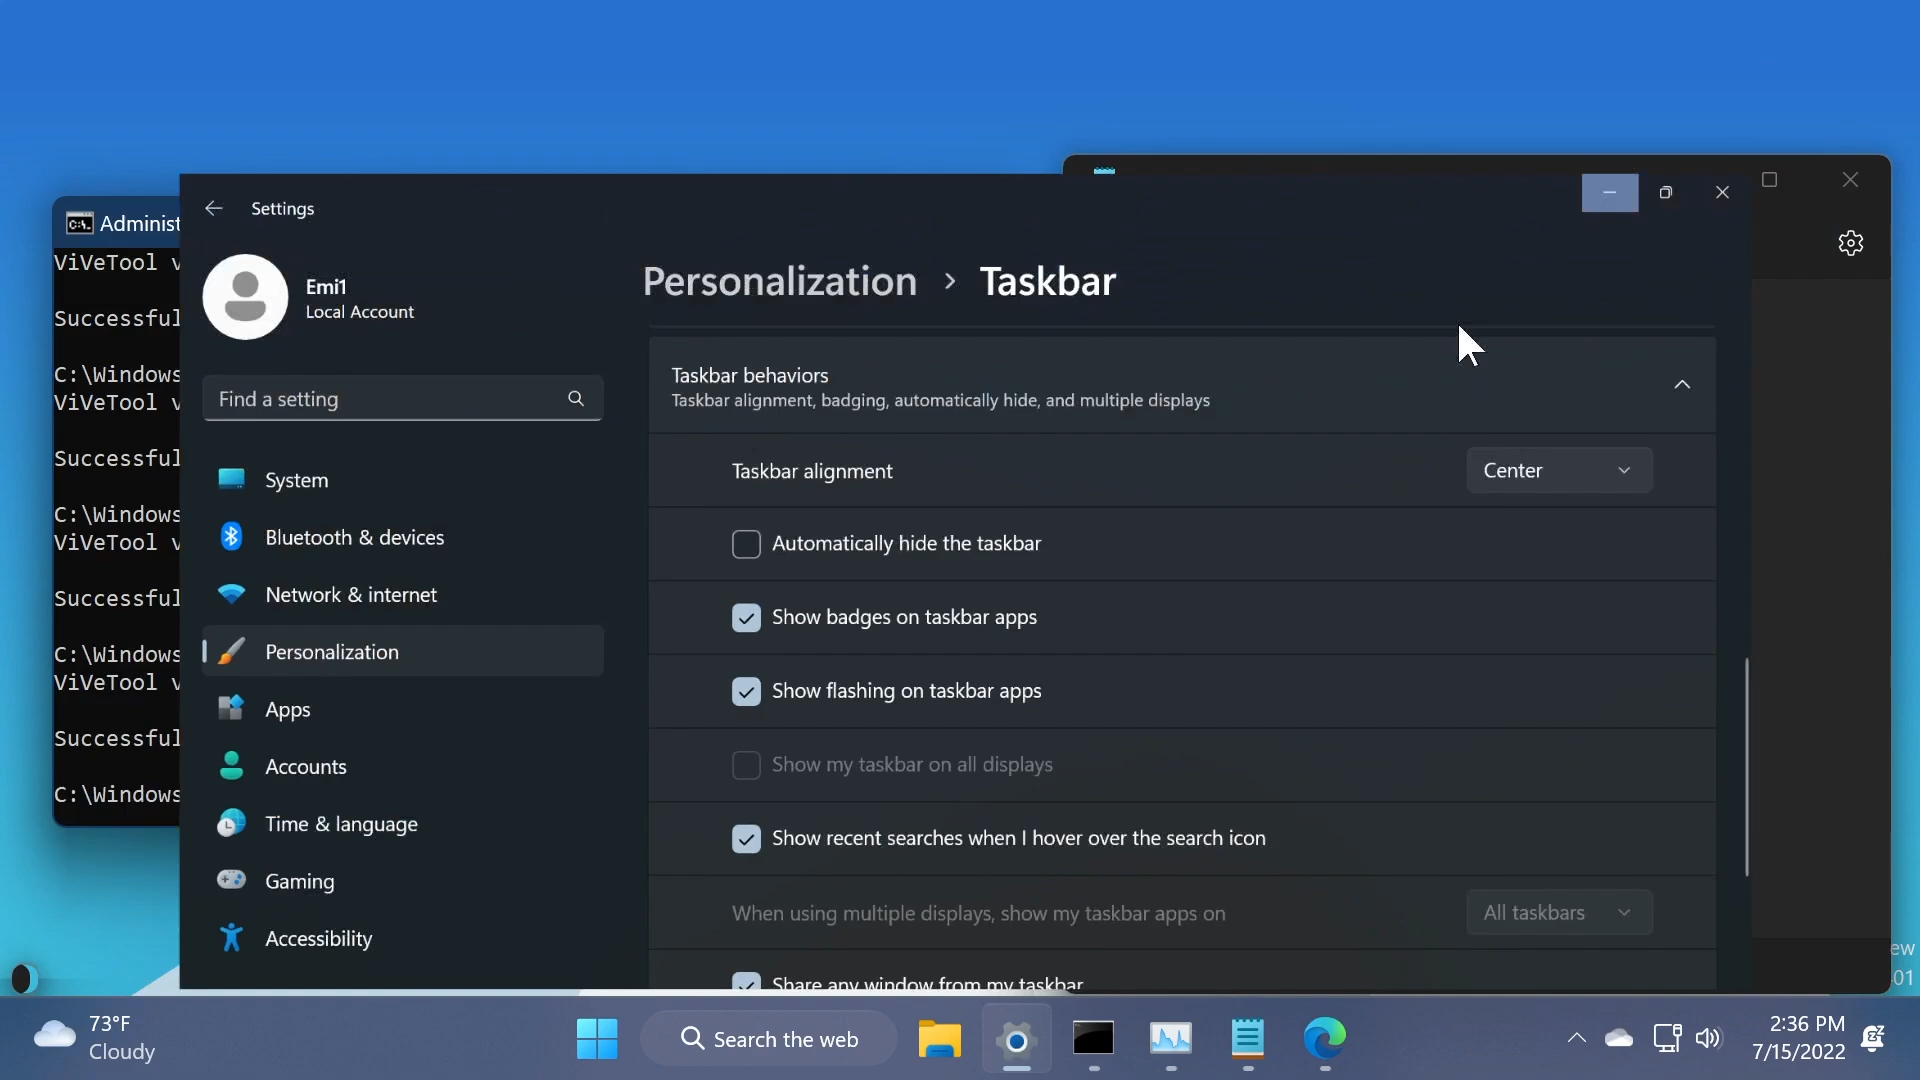 Administ
ViVeTool v
Successful
C:\Windows
ViVeTool v
Successful
C:\Windows
ViVeTool v
Successful
C:\Windows
ViVeTool v
Successful
C:\Windows
Settings
Emi1
Local Account
Find a setting
System
Bluetooth & devices
Network & internet
Personalization
Apps
Accounts
Time & language
Gaming
Accessibility
Personalization > Taskbar
Taskbar behaviors
Taskbar alignment, badging, automatically hide, and multiple displays
Taskbar alignment
Center
Automatically hide the taskbar
Show badges on taskbar apps
Show flashing on taskbar apps
Show my taskbar on all displays
Show recent searches when I hover over the search icon
When using multiple displays, show my taskbar apps on
All taskbars
Share any window from my taskbar
ew
01
73°F
Cloudy
Search the web
2:36 PM
7/15/2022